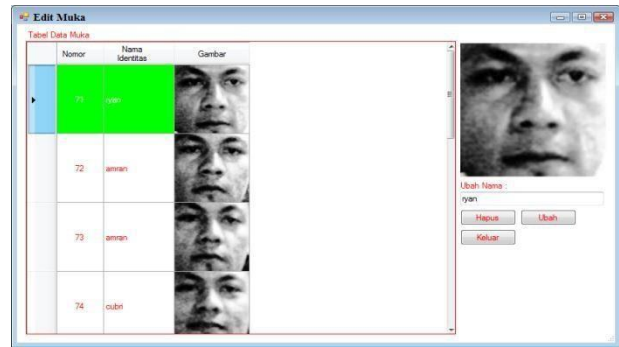 Edit Muka
Tabel Data Muka
Nomor
Nama
Identitas
Gambar
71
ryan
72
amran
73
amran
74
cubri
Ubah Nama :
ryan
Hapus
Ubah
Keluar